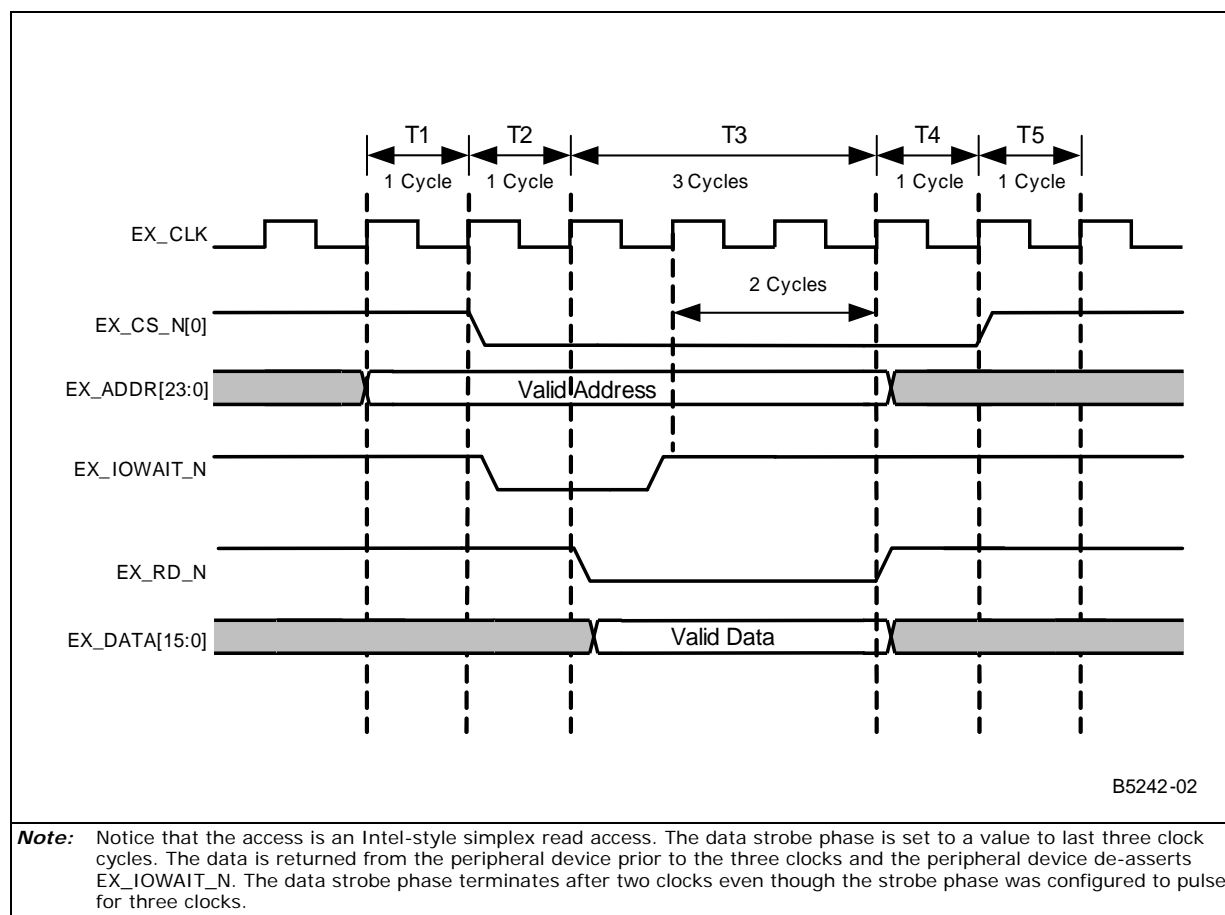 T1 T2 T3 T4 T5
1 Cycle 1 Cycle 3 Cycles 1 Cycle 1 Cycle
EX_CLK
2 Cycles
EX_CS_N[0]
EX_ADDR[23:0] Valid Address
EX_IOWAIT_N
EX_RD_N
EX_DATA[15:0] Valid Data
B5242-02
Note: Notice that the access is an Intel-style simplex read access. The data strobe phase is set to a value to last three clock
cycles. The data is returned from the peripheral device prior to the three clocks and the peripheral device de-asserts
EX_IOWAIT_N. The data strobe phase terminates after two clocks even though the strobe phase was configured to pulse
for three clocks.